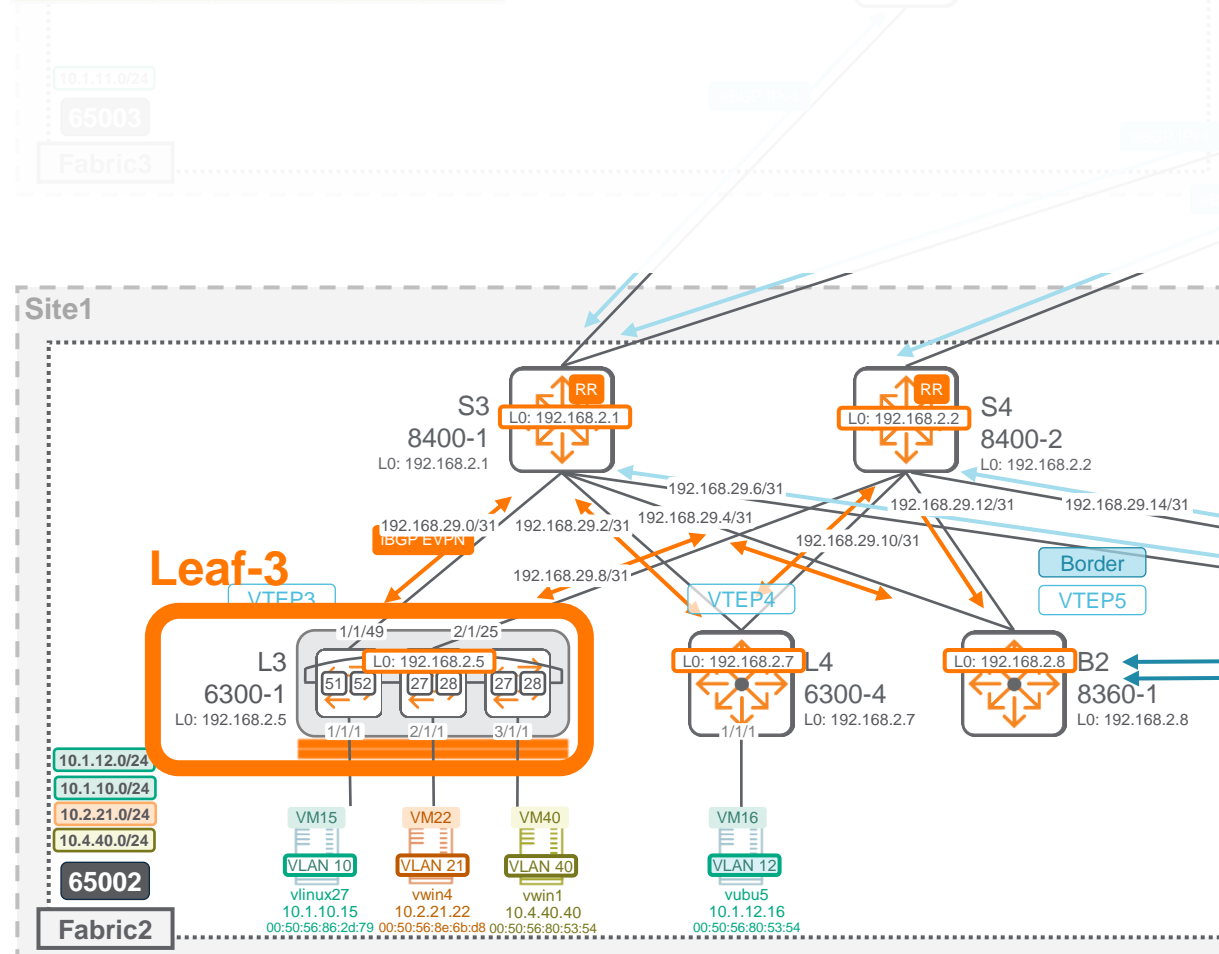 10.1.11.0/24
65003
Fabric3
Site1
RR
L0: 192.168.2.1
S3
8400-1
L0: 192.168.2.1
RR
L0: 192.168.2.2
S4
8400-2
L0: 192.168.2.2
192.168.29.6/31
192.168.29.12/31
192.168.29.14/31
192.168.29.0/31
192.168.29.2/31
192.168.29.4/31
IBGP EVPN
192.168.29.10/31
Leaf-3
192.168.29.8/31
Border
VTEP3
VTEP4
VTEP5
1/1/49
2/1/25
L3
6300-1
L0: 192.168.2.5
L0: 192.168.2.5
51
52
27
28
27
28
1/1/1
2/1/1
3/1/1
L0: 192.168.2.7
L4
6300-4
L0: 192.168.2.7
1/1/1
L0: 192.168.2.8
B2
8360-1
L0: 192.168.2.8
10.1.12.0/24
10.1.10.0/24
10.2.21.0/24
10.4.40.0/24
65002
Fabric2
VM15
VLAN 10
vlinux27
10.1.10.15
00:50:56:86:2d:79
VM22
VLAN 21
vwin4
10.2.21.22
00:50:56:8e:6b:d8
VM40
VLAN 40
vwin1
10.4.40.40
00:50:56:80:53:54
VM16
VLAN 12
vubu5
10.1.12.16
00:50:56:80:53:54